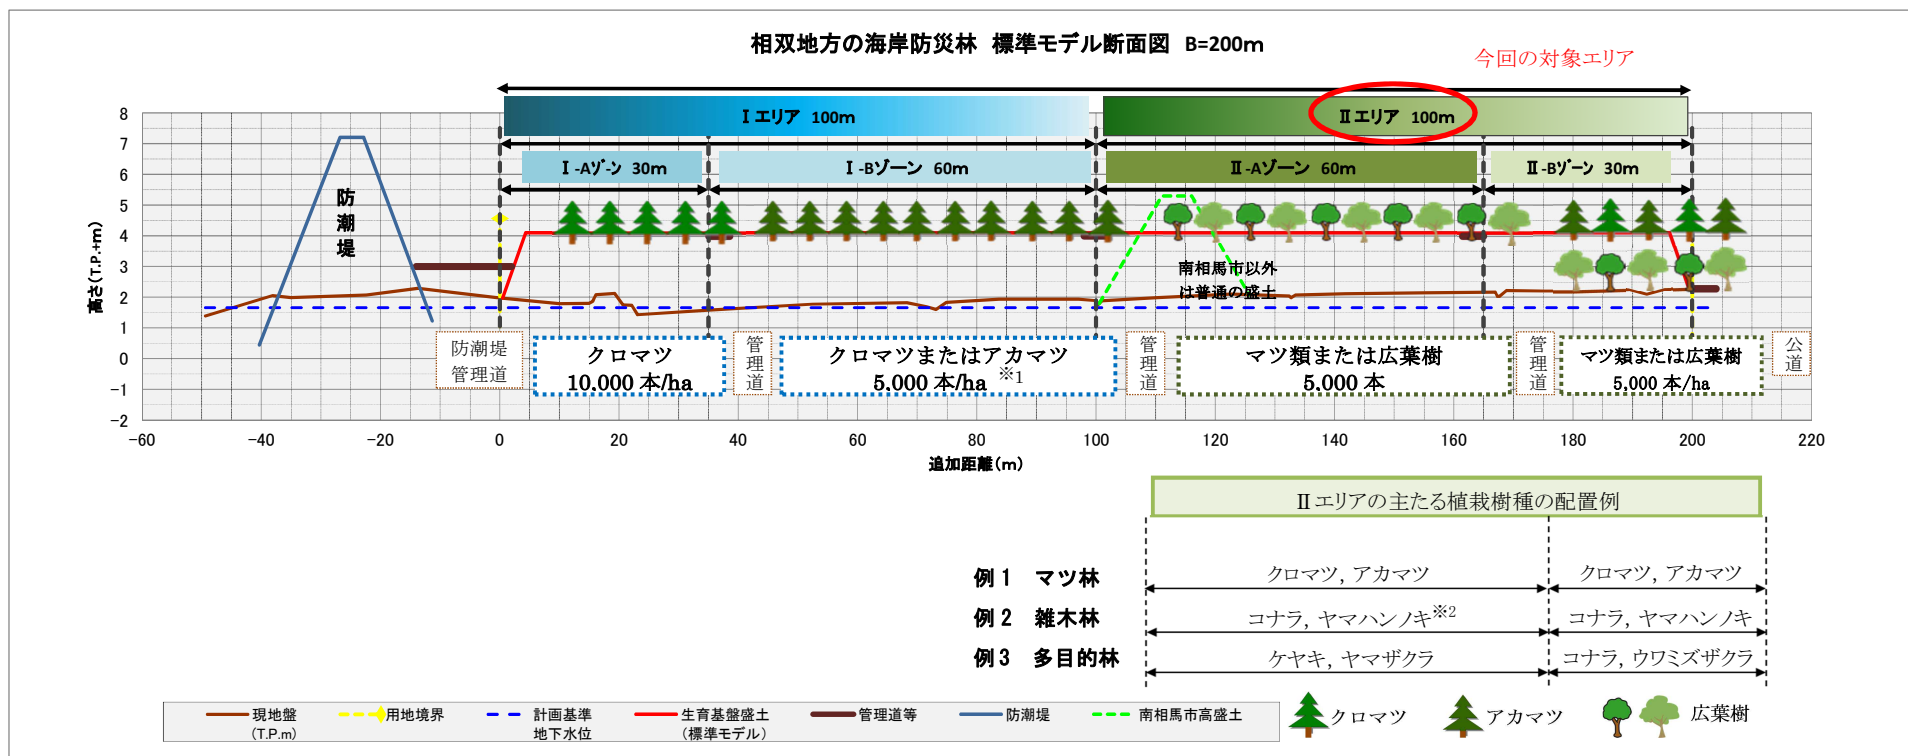 相双地方の海岸防災林 標準モデル断面図 B=200m
今回の対象エリア
Ⅰエリア 100m
Ⅱエリア 100m
Ⅰ-Aゾーン 30m
Ⅰ-Bゾーン 60m
Ⅱ-Aゾーン 60m
Ⅱ-Bゾーン 30m
高さ(T.P.+m)
8
7
6
5
4
3
2
1
0
-1
-2
防潮堤
南相馬市以外
は普通の盛土
防潮堤
管理道
クロマツ
10,000 本/ha
管理道
クロマツまたはアカマツ
5,000 本/ha ※1
管理道
マツ類または広葉樹
5,000 本
管理道
マツ類または広葉樹
5,000 本/ha
公道
-60 -40 -20 0 20 40 60 80 100 120 140 160 180 200 220
追加距離(m)
Ⅱエリアの主たる植栽樹種の配置例
例1 マツ林 クロマツ, アカマツ クロマツ, アカマツ
例2 雑木林 コナラ, ヤマハンノキ※2 コナラ, ヤマハンノキ
例3 多目的林 ケヤキ, ヤマザクラ コナラ, ウワミズザクラ
現地盤
(T.P.m)
用地境界
計画基準
地下水位
生育基盤盛土
(標準モデル)
管理道等
防潮堤
南相馬市高盛土
クロマツ
アカマツ
広葉樹